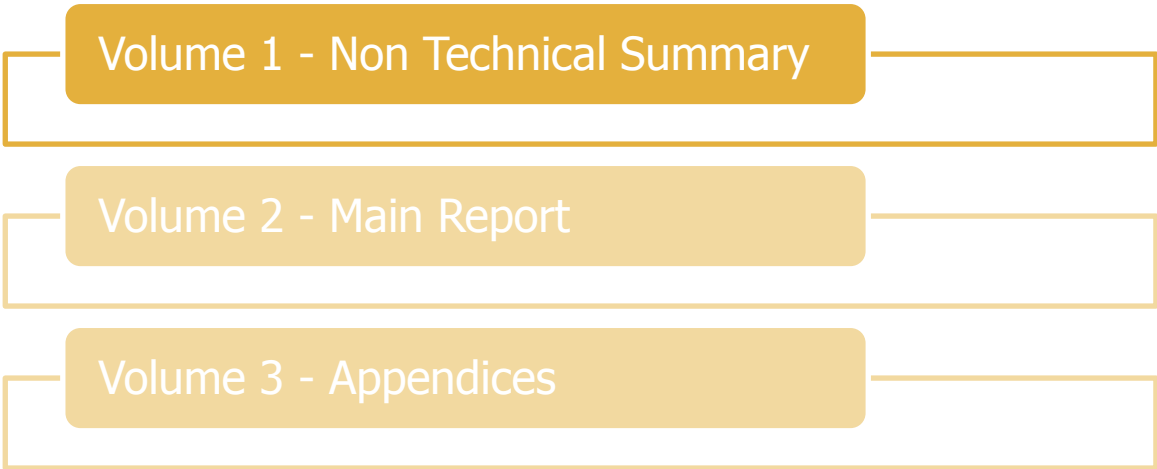 Volume 1 - Non Technical Summary
Volume 2 - Main Report
Volume 3 - Appendices